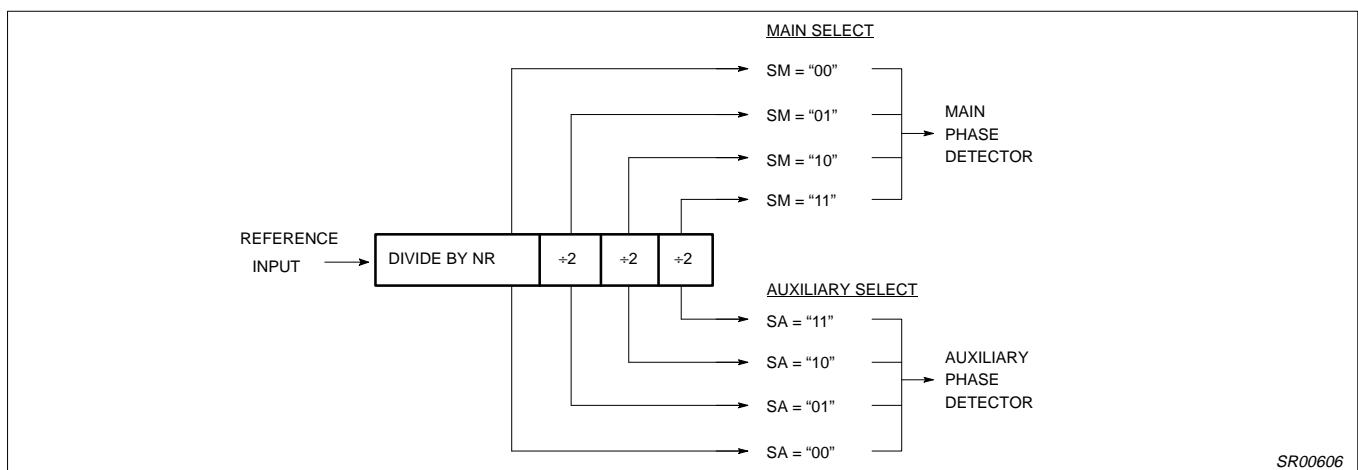 MAIN SELECT
SM = “00”
SM = “01”
SM = “10”
SM = “11”
MAIN
PHASE
DETECTOR
REFERENCE
INPUT
DIVIDE BY NR
÷2
÷2
÷2
AUXILIARY SELECT
SA = “11”
SA = “10”
SA = “01”
SA = “00”
AUXILIARY
PHASE
DETECTOR
SR00606